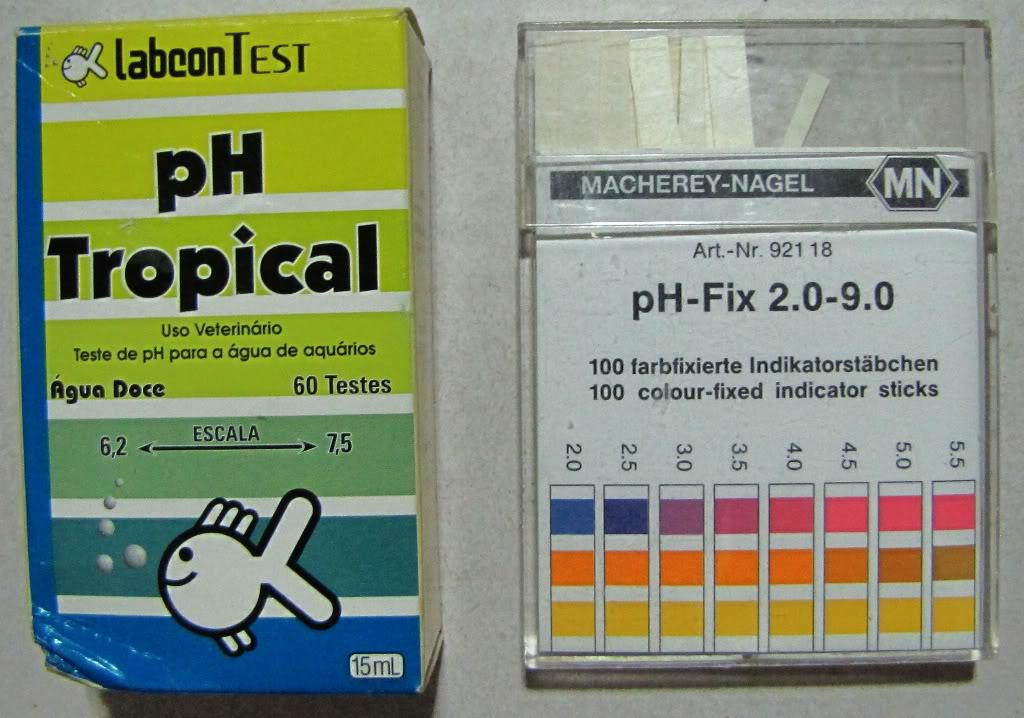 labconTEST
pH
Tropical
Uso Veterinário
Teste de pH para a água de aquários
Água Doce 60 Testes
6,2 ESCALA 7,5
15mL
MACHEREY-NAGEL MN
Art.-Nr. 921 18
pH-Fix 2.0-9.0
100 farbfixierte Indikatorstäbchen
100 colour-fixed indicator sticks
2.0 2.5 3.0 3.5 4.0 4.5 5.0 5.5